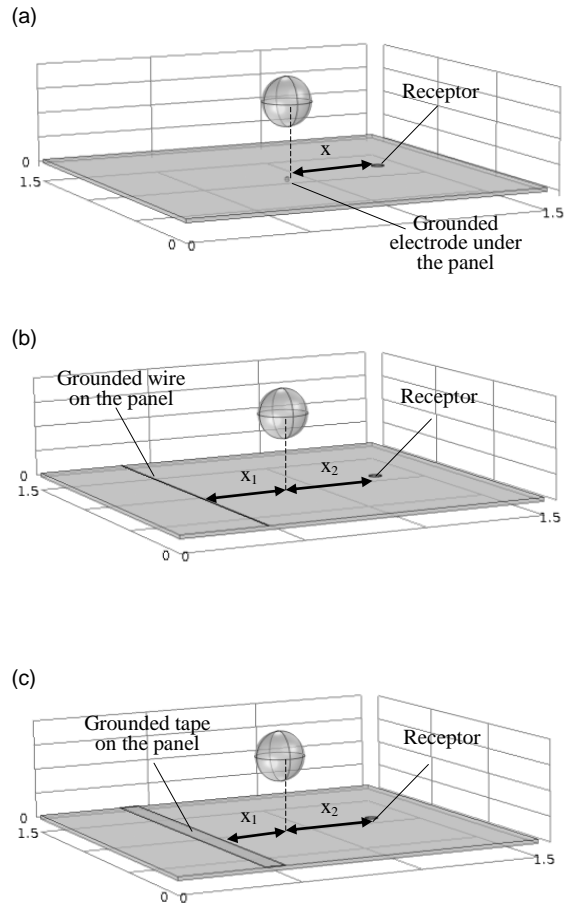 (a)
Receptor
x
0
1.5
Grounded
electrode under
the panel
1.5
0 0
(b)
Grounded wire
on the panel
Receptor
x1
x2
0
1.5
1.5
0 0
(c)
Grounded tape
on the panel
Receptor
x1
x2
0
1.5
1.5
0 0